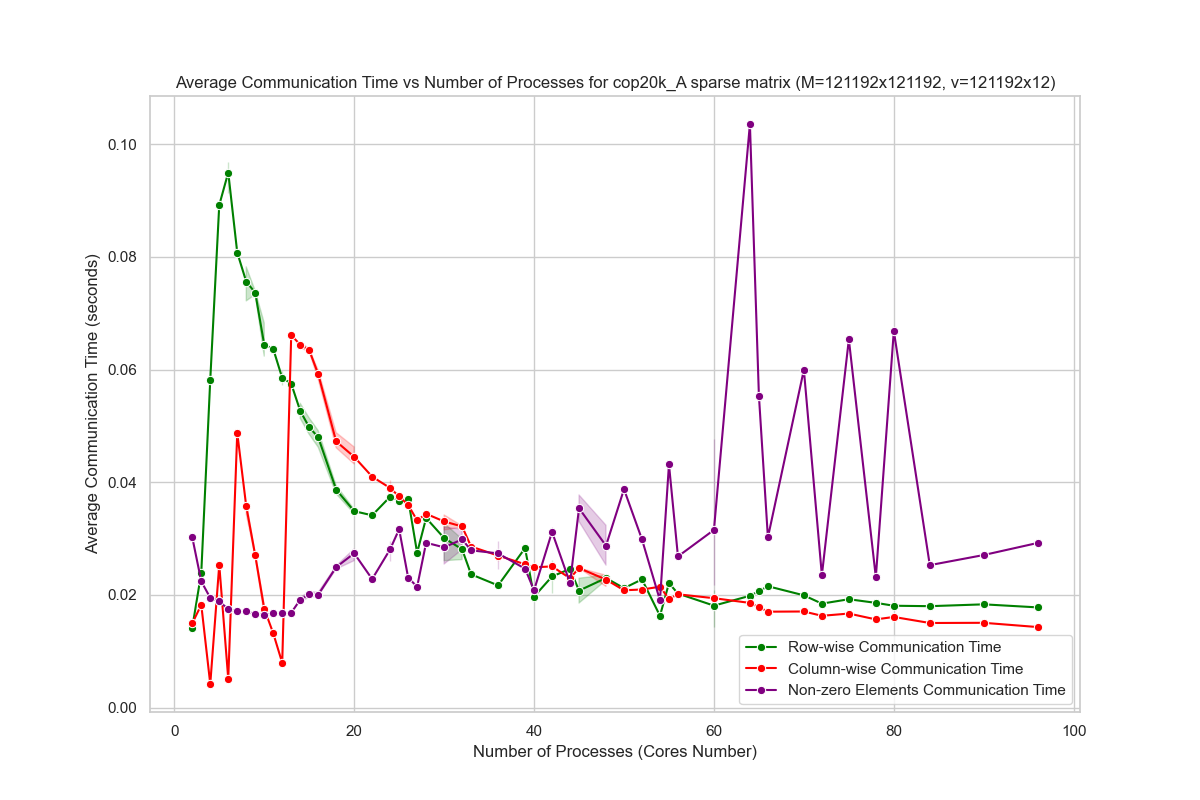 Average Communication Time vs Number of Processes for cop20k_A sparse matrix (M=121192x121192, v=121192x12)
Average Communication Time (seconds)
0.10
0.08
0.06
0.04
0.02
0.00
0 20 40 60 80 100
Number of Processes (Cores Number)
Row-wise Communication Time
Column-wise Communication Time
Non-zero Elements Communication Time